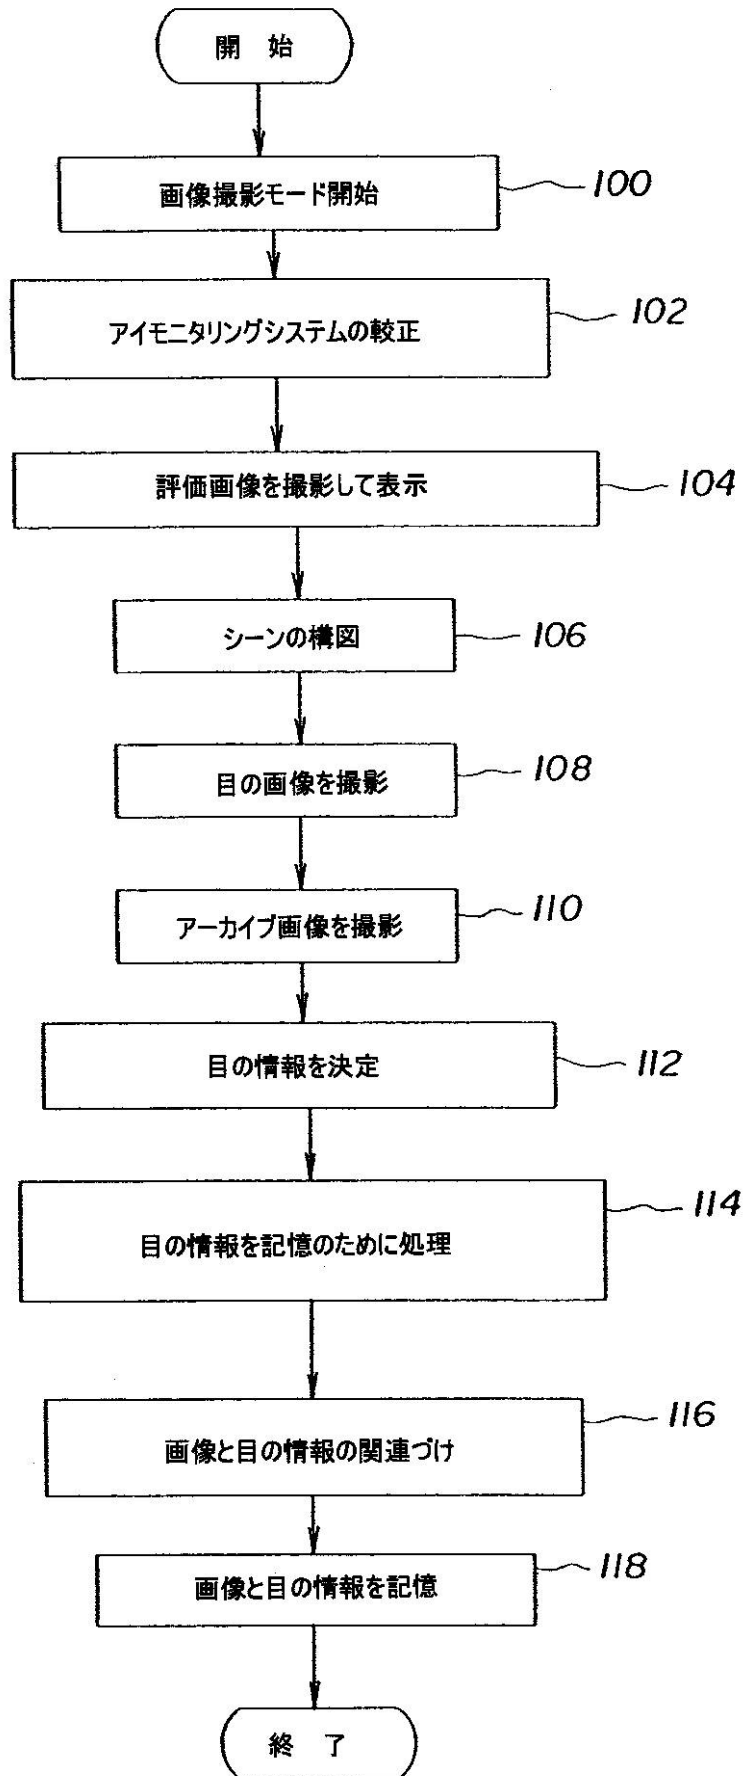 開 始
画像撮影モード開始
100
アイモニタリングシステムの較正
102
評価画像を撮影して表示
104
シーンの構図
106
目の画像を撮影
108
アーカイブ画像を撮影
110
目の情報を決定
112
目の情報を記憶のために処理
114
画像と目の情報の関連づけ
116
画像と目の情報を記憶
118
終 了